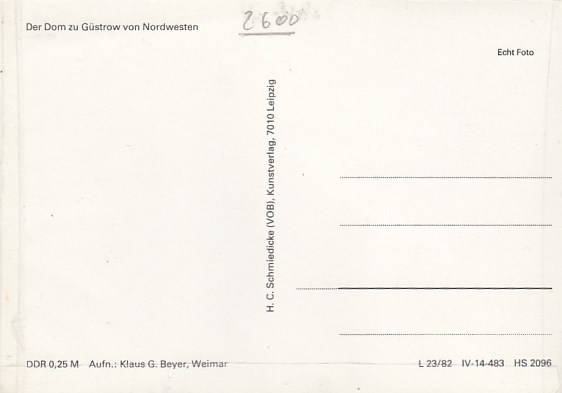 Der Dom zu Güstrow von Nordwesten
2600
Echt Foto
H. C. Schmiedicke (VOB), Kunstverlag, 7010 Leipzig
DDR 0,25 M Aufn.: Klaus G. Beyer, Weimar
L 23/82 IV-14-483 HS 2096